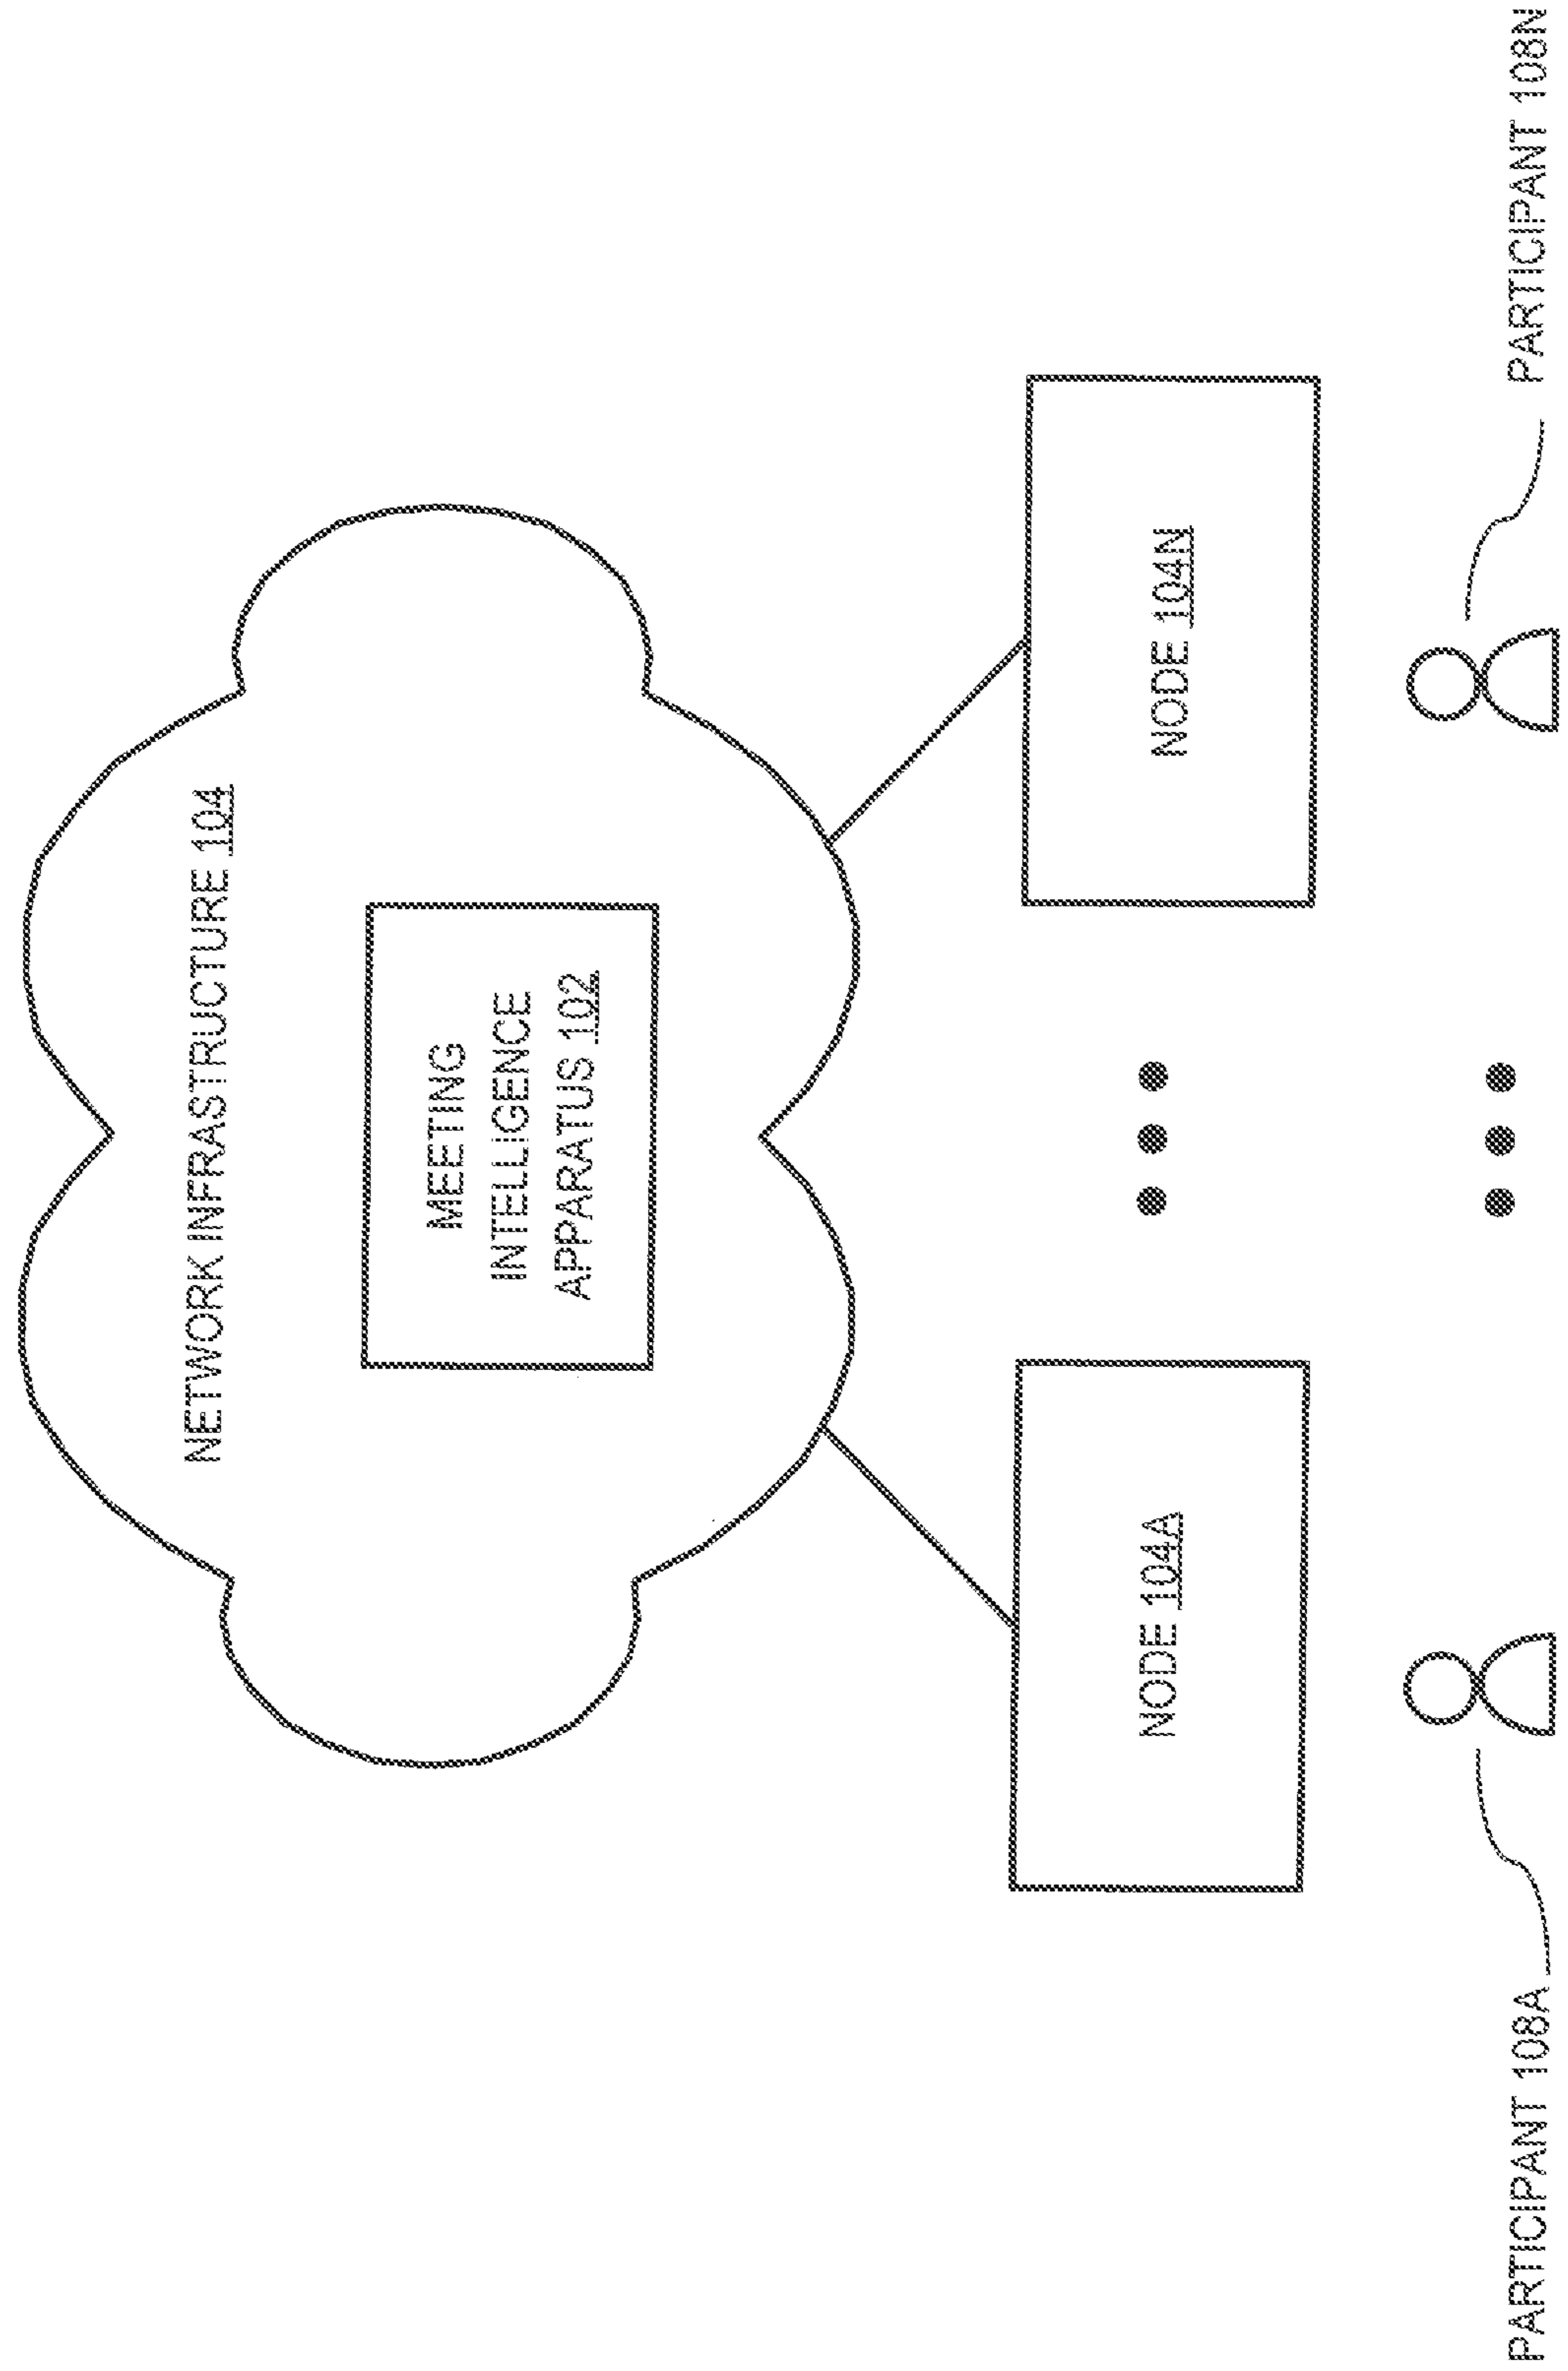 NETWORK INFRASTRUCTURE 104
MEETING
INTELLIGENCE
APPARATUS 102
NODE 104A
NODE 104N
PARTICIPANT 108A
PARTICIPANT 108N